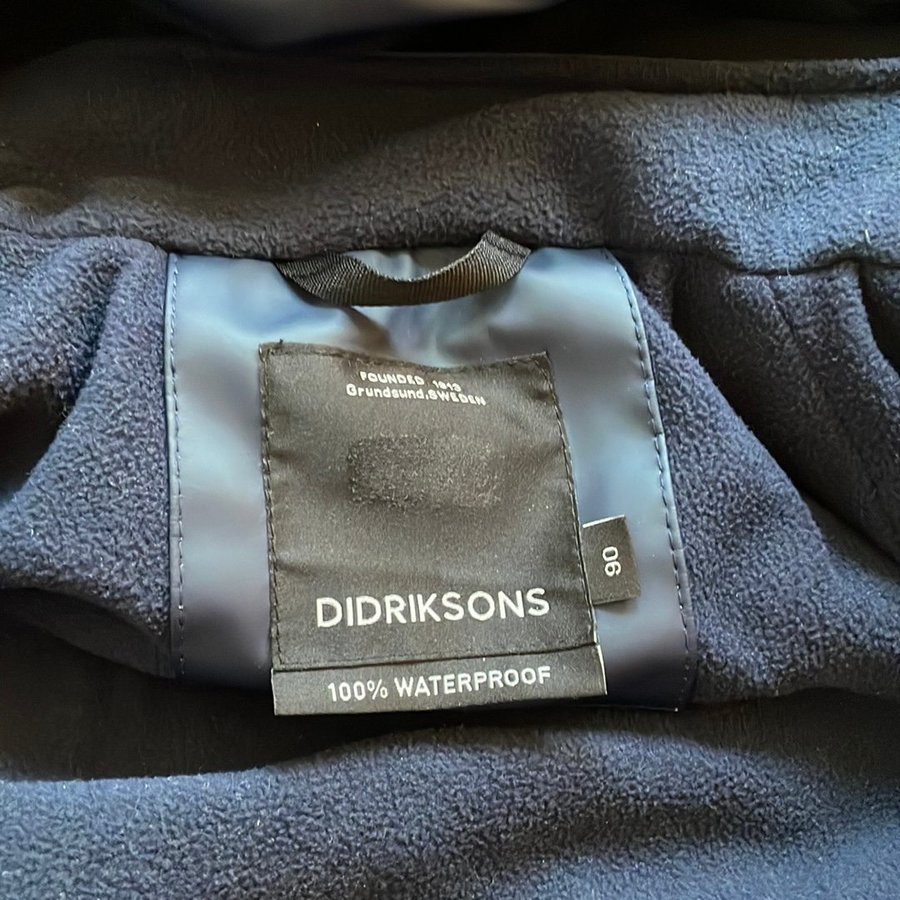 FOUNDED 1913
Grundsund.SWEDEN
90
DIDRIKSONS
100% WATERPROOF